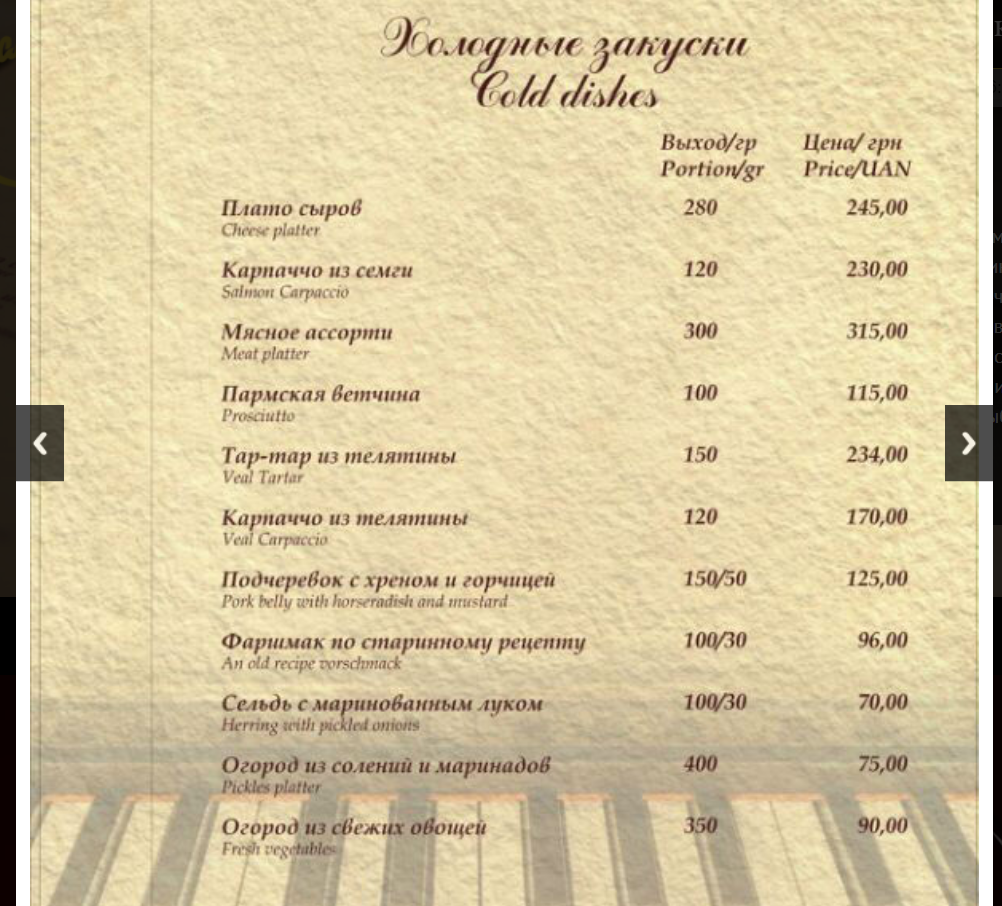 Холодные закуски
Cold dishes
Выход/гр Цена/ грн
Portion/gr Price/UAN
Плато сыров 280 245,00
Cheese platter
Карпаччо из семги 120 230,00
Salmon Carpaccio
Мясное ассорти 300 315,00
Meat platter
Пармская ветчина 100 115,00
Prosciutto
Тар-тар из телятины 150 234,00
Veal Tartar
Карпаччо из телятины 120 170,00
Veal Carpaccio
Подчеревок с хреном и горчицей 150/50 125,00
Pork belly with horseradish and mustard
Фаршмак по старинному рецепту 100/30 96,00
An old recipe vorschmack
Сельдь с маринованным луком 100/30 70,00
Herring with pickled onions
Огород из солений и маринадов 400 75,00
Pickles platter
Огород из свежих овощей 350 90,00
Fresh vegetables